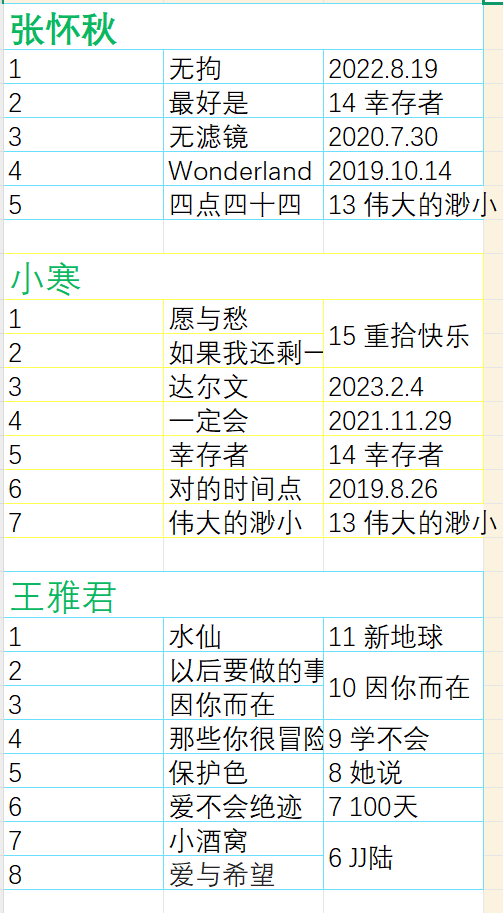 张怀秋
1 无拘 2022.8.19
2 最好是 14 幸存者
3 无滤镜 2020.7.30
4 Wonderland 2019.10.14
5 四点四十四 13 伟大的渺小
小寒
1 愿与愁 15 重拾快乐
2 如果我还剩一
3 达尔文 2023.2.4
4 一定会 2021.11.29
5 幸存者 14 幸存者
6 对的时间点 2019.8.26
7 伟大的渺小 13 伟大的渺小
王雅君
1 水仙 11 新地球
2 以后要做的事 10 因你而在
3 因你而在
4 那些你很冒险 9 学不会
5 保护色 8 她说
6 爱不会绝迹 7 100天
7 小酒窝 6 JJ陆
8 爱与希望